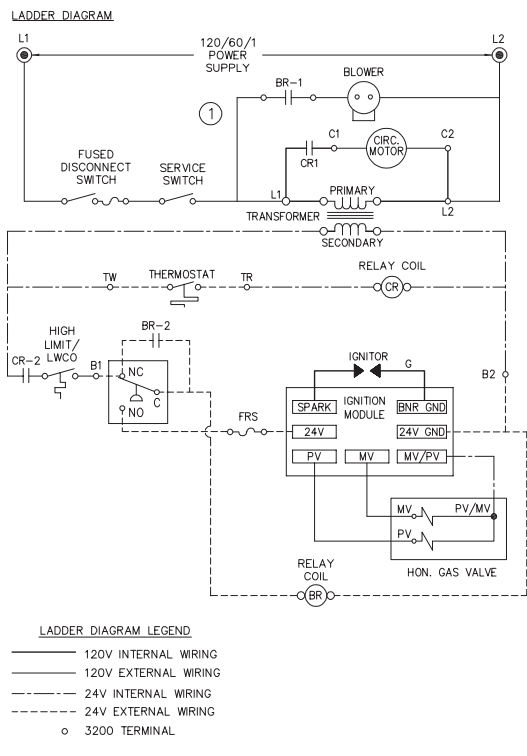 LADDER DIAGRAM
L1
120/60/1
POWER
SUPPLY
L2
BLOWER
BR-1
1
C1
CIRC.
MOTOR
C2
CR1
FUSED
DISCONNECT
SWITCH
SERVICE
SWITCH
L1
PRIMARY
L2
TRANSFORMER
SECONDARY
TW
THERMOSTAT
TR
RELAY COIL
CR
HIGH
LIMIT/
LWCO
BR-2
CR-2
B1
NC
C
NO
IGNITOR
G
B2
SPARK
IGNITION
MODULE
BNR GND
FRS
24V
24V GND
PV
MV
MV/PV
MV
PV/MV
PV
HON. GAS VALVE
RELAY
COIL
BR
LADDER DIAGRAM LEGEND
120V INTERNAL WIRING
120V EXTERNAL WIRING
24V INTERNAL WIRING
24V EXTERNAL WIRING
3200 TERMINAL